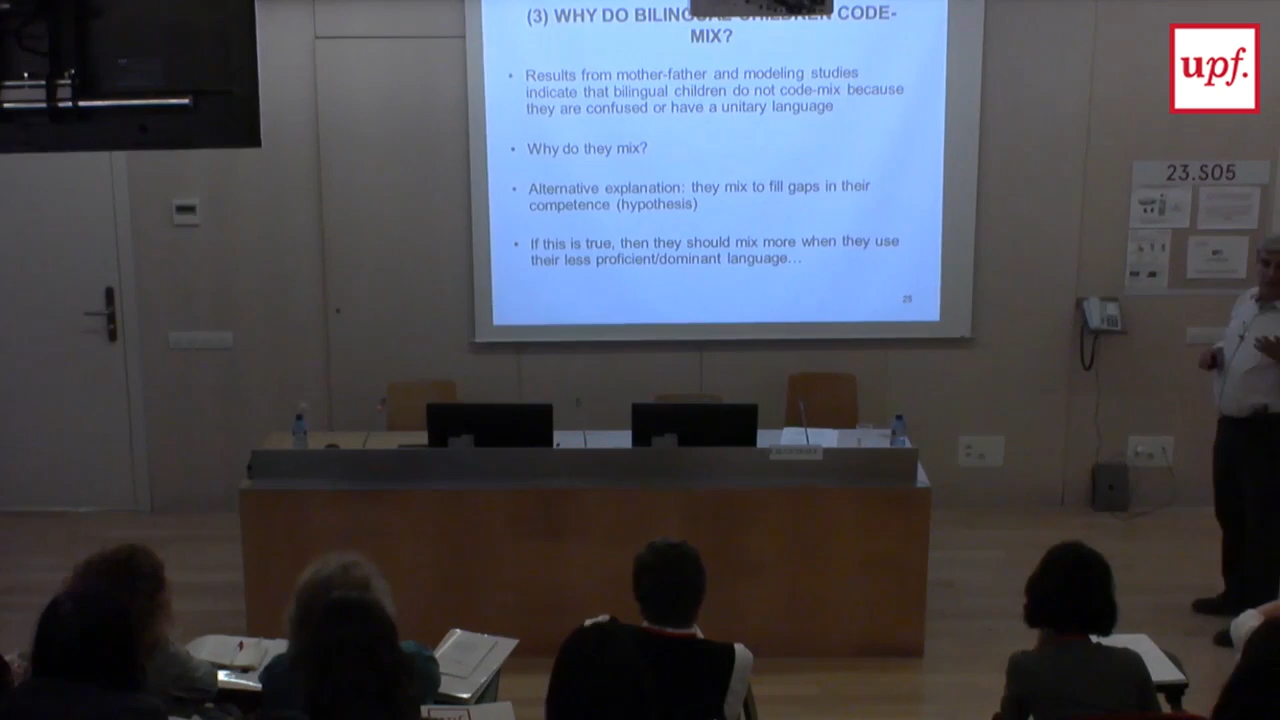 (3) WHY DO BILINGUAL CHILDREN CODE-
MIX?
• Results from mother-father and modeling studies
indicate that bilingual children do not code-mix because
they are confused or have a unitary language
• Why do they mix?
• Alternative explanation: they mix to fill gaps in their
competence (hypothesis)
• If this is true, then they should mix more when they use
their less proficient/dominant language...
25
upf.
23.S05